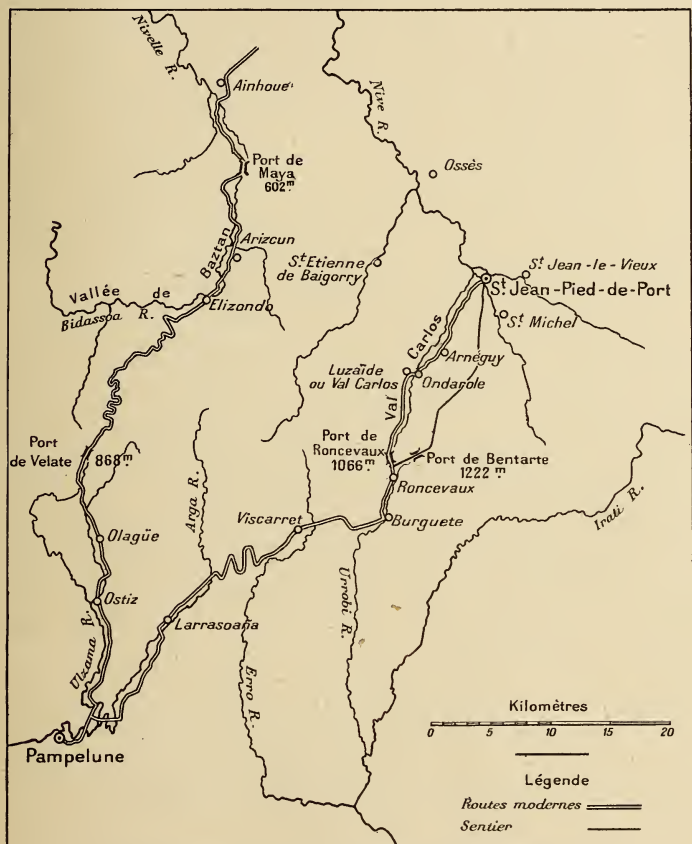 Nivelle R.
Ainhoue
Nive R.
Port de
Maya
602m
Ossès
Arizcun
St Etienne
de Baigorry
St Jean-le-Vieux
St Jean-Pied-de-Port
Vallée de Baztan
Bidassoa R.
Elizondo
St Michel
Val Carlos
Arnéguy
Luzaïde
ou Val Carlos
Ondarole
Port
de Velate
868m
Port de
Roncevaux
1066m
Port de Bentarte
1222m
Roncevaux
Arga R.
Irati R.
Viscarret
Burguete
Olagüe
Urrobi R.
Ostiz
Larrasoaña
Ulzama R.
Erro R.
Pampelune
Kilomètres
0 5 10 20
Légende
Routes modernes
Sentier